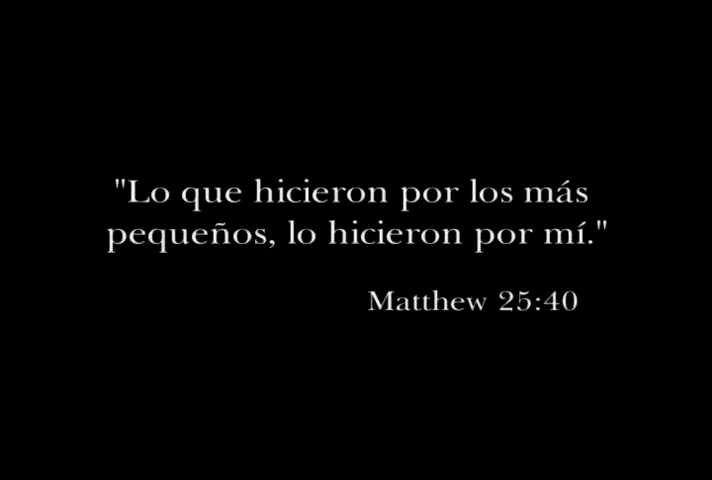 "Lo que hicieron por los más
pequeños, lo hicieron por mí."
Matthew 25:40